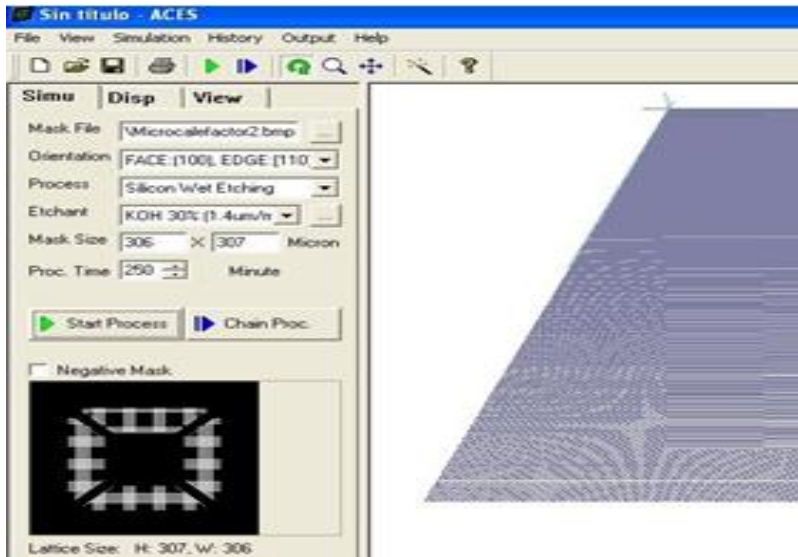 Sin título - ACES
File View Simulation History Output Help
Simu Disp View
Mask File \Microcalefactor2.bmp ...
Orientation FACE [100], EDGE [110]
Process Silicon Wet Etching
Etchant KOH 30% (1.4um/m ...
Mask Size 306 X 307 Micron
Proc. Time 250 Minute
Start Process Chain Proc.
Negative Mask
Lattice Size: H: 307, W: 306